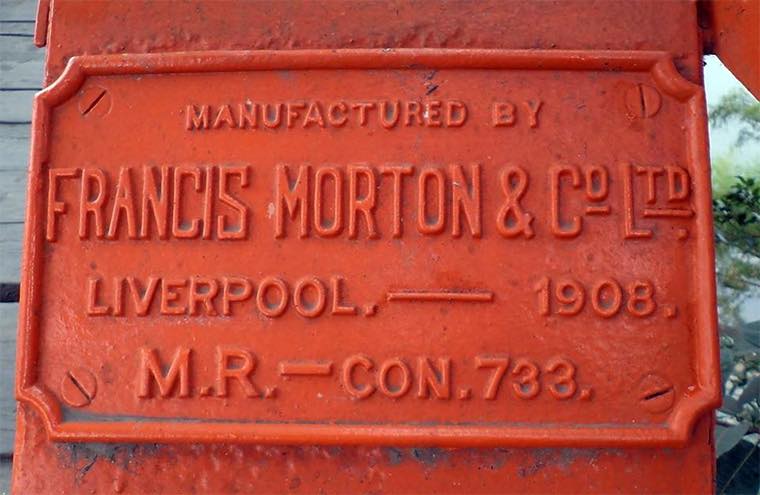 MANUFACTURED BY
FRANCIS MORTON & Co LTD.
LIVERPOOL. — 1908.
M.R. — CON. 733.